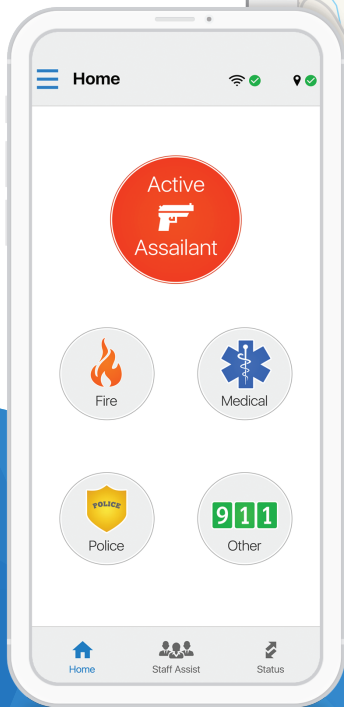 Home
Active
Assailant
Fire
Medical
POLICE
Police
911
Other
Home
Staff Assist
Status